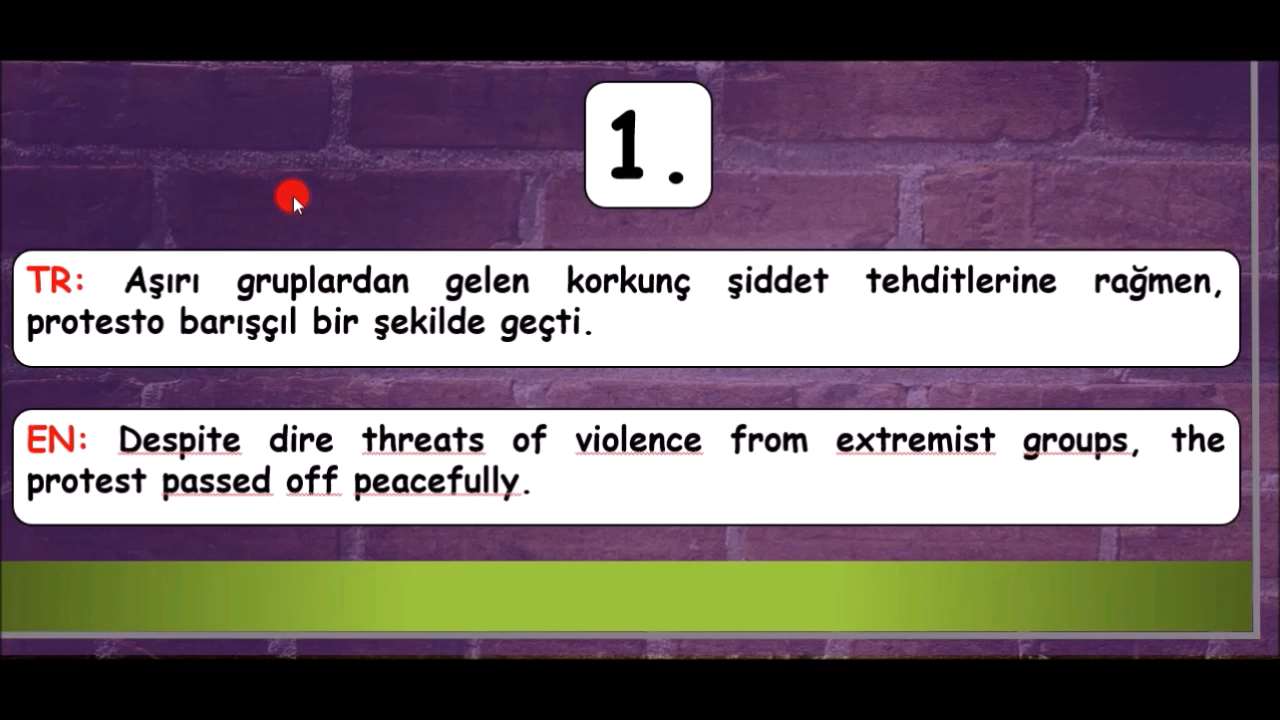 1.
TR: Aşırı gruplardan gelen korkunç şiddet tehditlerine rağmen,
protesto barışçıl bir şekilde geçti.
EN: Despite dire threats of violence from extremist groups, the
protest passed off peacefully.